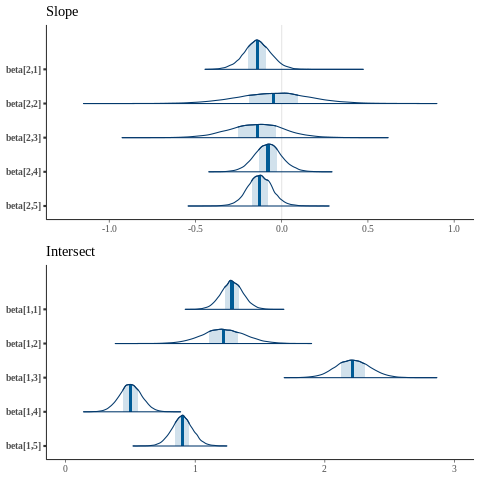 Slope
beta[2,1]
beta[2,2]
beta[2,3]
beta[2,4]
beta[2,5]
-1.0 -0.5 0.0 0.5 1.0
Intersect
beta[1,1]
beta[1,2]
beta[1,3]
beta[1,4]
beta[1,5]
0 1 2 3